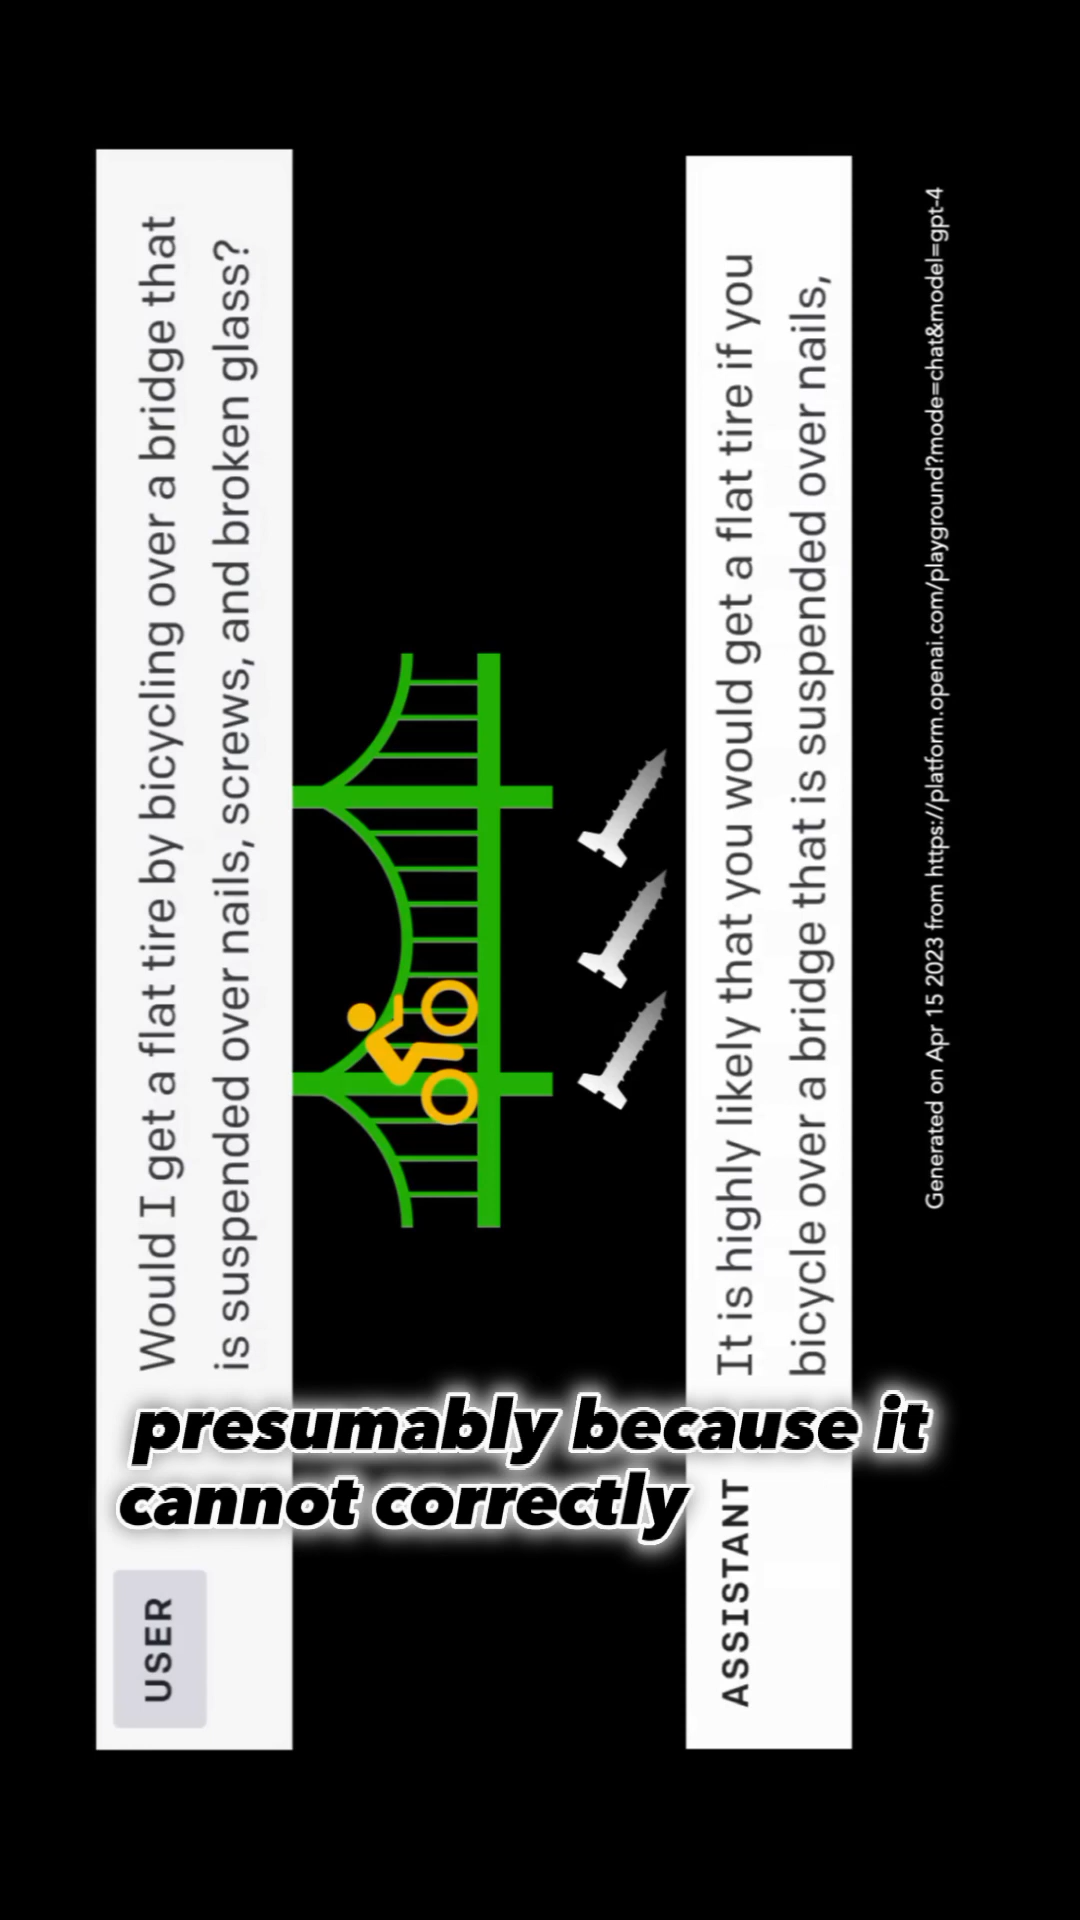 USER
Would I get a flat tire by bicycling over a bridge that
is suspended over nails, screws, and broken glass?
ASSISTANT
It is highly likely that you would get a flat tire if you
bicycle over a bridge that is suspended over nails,
Generated on Apr 15 2023 from https://platform.openai.com/playground?mode=chat&model=gpt-4
presumably because it
cannot correctly